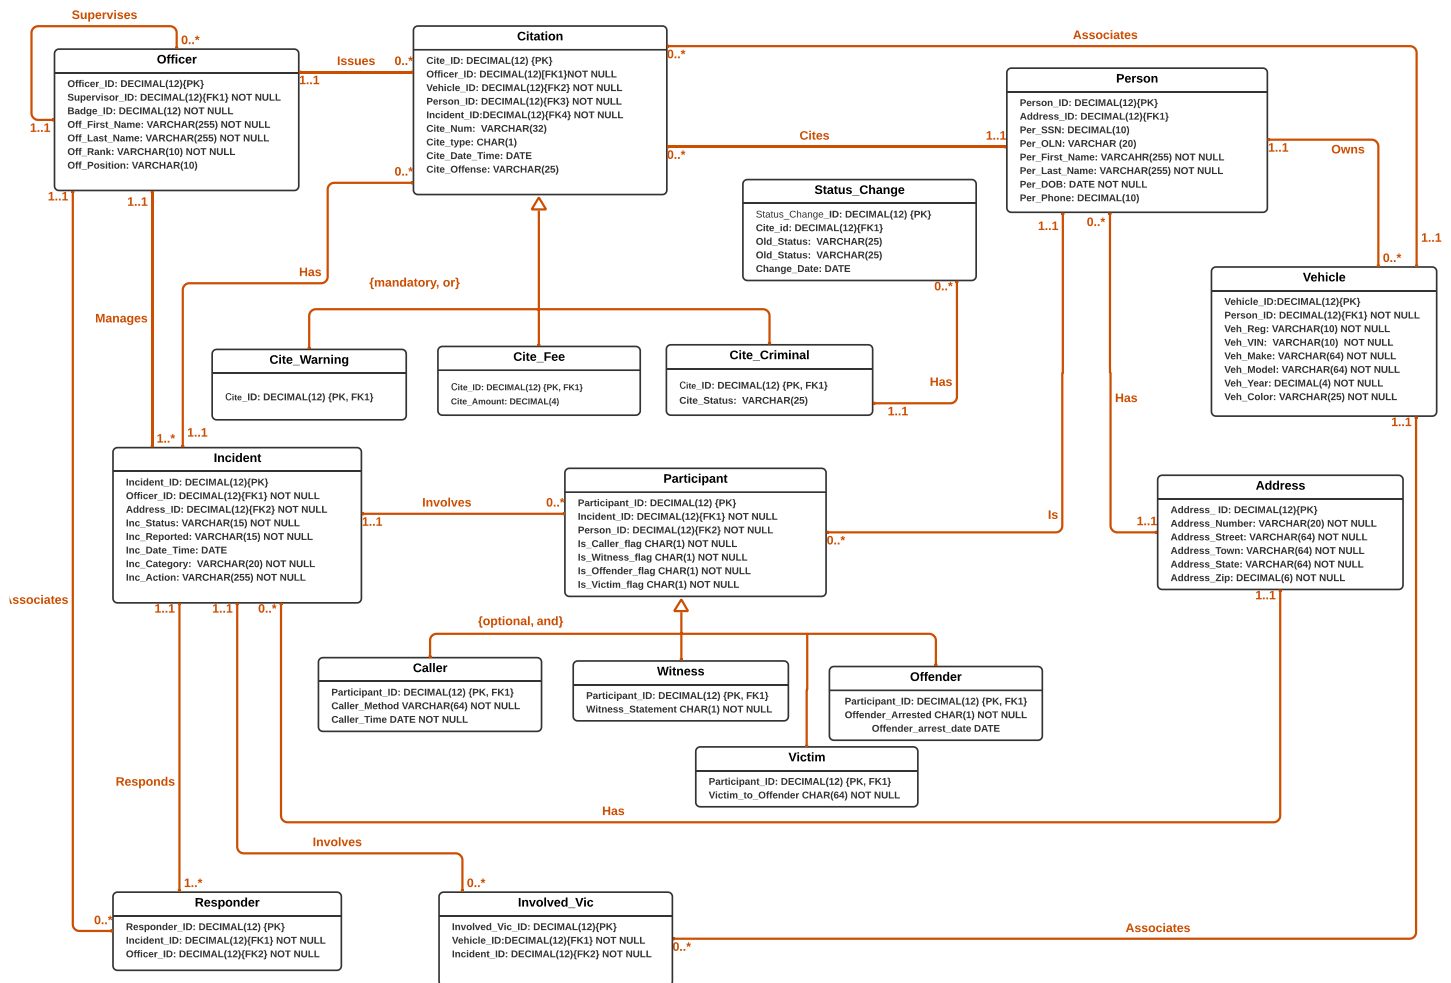 Supervises
0..*
1..1
Officer
Officer_ID: DECIMAL(12){PK}
Supervisor_ID: DECIMAL(12){FK1} NOT NULL
Badge_ID: DECIMAL(12) NOT NULL
Off_First_Name: VARCHAR(255) NOT NULL
Off_Last_Name: VARCHAR(255) NOT NULL
Off_Rank: VARCHAR(10) NOT NULL
Off_Position: VARCHAR(10)
Issues
1..1
0..*
Citation
Cite_ID: DECIMAL(12) {PK}
Officer_ID: DECIMAL(12)[FK1}NOT NULL
Vehicle_ID: DECIMAL(12){FK2} NOT NULL
Person_ID: DECIMAL(12){FK3} NOT NULL
Incident_ID:DECIMAL(12){FK4} NOT NULL
Cite_Num: VARCHAR(32)
Cite_type: CHAR(1)
Cite_Date_Time: DATE
Cite_Offense: VARCHAR(25)
Associates
0..*
1..1
Person
Person_ID: DECIMAL(12){PK}
Address_ID: DECIMAL(12){FK1}
Per_SSN: DECIMAL(10)
Per_OLN: VARCHAR (20)
Per_First_Name: VARCAHR(255) NOT NULL
Per_Last_Name: VARCHAR(255) NOT NULL
Per_DOB: DATE NOT NULL
Per_Phone: DECIMAL(10)
Cites
0..*
1..1
Owns
1..1
0..*
Status_Change
Status_Change_ID: DECIMAL(12) {PK}
Cite_id: DECIMAL(12){FK1}
Old_Status: VARCHAR(25)
Old_Status: VARCHAR(25)
Change_Date: DATE
0..*
Has
1..1
Vehicle
Vehicle_ID:DECIMAL(12){PK}
Person_ID: DECIMAL(12){FK1} NOT NULL
Veh_Reg: VARCHAR(10) NOT NULL
Veh_VIN: VARCHAR(10) NOT NULL
Veh_Make: VARCHAR(64) NOT NULL
Veh_Model: VARCHAR(64) NOT NULL
Veh_Year: DECIMAL(4) NOT NULL
Veh_Color: VARCHAR(25) NOT NULL
1..1
0..*
Has
1..1
{mandatory, or}
1..1
Manages
1..*
1..1
Cite_Warning
Cite_ID: DECIMAL(12) {PK, FK1}
Cite_Fee
Cite_ID: DECIMAL(12) {PK, FK1}
Cite_Amount: DECIMAL(4)
Cite_Criminal
Cite_ID: DECIMAL(12) {PK, FK1}
Cite_Status: VARCHAR(25)
Incident
Incident_ID: DECIMAL(12){PK}
Officer_ID: DECIMAL(12){FK1} NOT NULL
Address_ID: DECIMAL(12){FK2} NOT NULL
Inc_Status: VARCHAR(15) NOT NULL
Inc_Reported: VARCHAR(15) NOT NULL
Inc_Date_Time: DATE
Inc_Category: VARCHAR(20) NOT NULL
Inc_Action: VARCHAR(255) NOT NULL
Involves
1..1
0..*
Participant
Participant_ID: DECIMAL(12) {PK}
Incident_ID: DECIMAL(12){FK1} NOT NULL
Person_ID: DECIMAL(12){FK2} NOT NULL
Is_Caller_flag CHAR(1) NOT NULL
Is_Witness_flag CHAR(1) NOT NULL
Is_Offender_flag CHAR(1) NOT NULL
Is_Victim_flag CHAR(1) NOT NULL
1..1
Is
0..*
0..*
Has
1..1
Address
Address_ ID: DECIMAL(12){PK}
Address_Number: VARCHAR(20) NOT NULL
Address_Street: VARCHAR(64) NOT NULL
Address_Town: VARCHAR(64) NOT NULL
Address_State: VARCHAR(64) NOT NULL
Address_Zip: DECIMAL(6) NOT NULL
1..1
ssociates
1..1
1..1
0..*
{optional, and}
Caller
Participant_ID: DECIMAL(12) {PK, FK1}
Caller_Method VARCHAR(64) NOT NULL
Caller_Time DATE NOT NULL
Witness
Participant_ID: DECIMAL(12) {PK, FK1}
Witness_Statement CHAR(1) NOT NULL
Offender
Participant_ID: DECIMAL(12) {PK, FK1}
Offender_Arrested CHAR(1) NOT NULL
Offender_arrest_date DATE
Victim
Participant_ID: DECIMAL(12) {PK, FK1}
Victim_to_Offender CHAR(64) NOT NULL
Responds
Has
Involves
1..*
0..*
0..*
Responder
Responder_ID: DECIMAL(12) {PK}
Incident_ID: DECIMAL(12){FK1} NOT NULL
Officer_ID: DECIMAL(12){FK2} NOT NULL
Involved_Vic
Involved_Vic_ID: DECIMAL(12){PK}
Vehicle_ID:DECIMAL(12){FK1} NOT NULL
Incident_ID: DECIMAL(12){FK2} NOT NULL
0..*
Associates
1..1